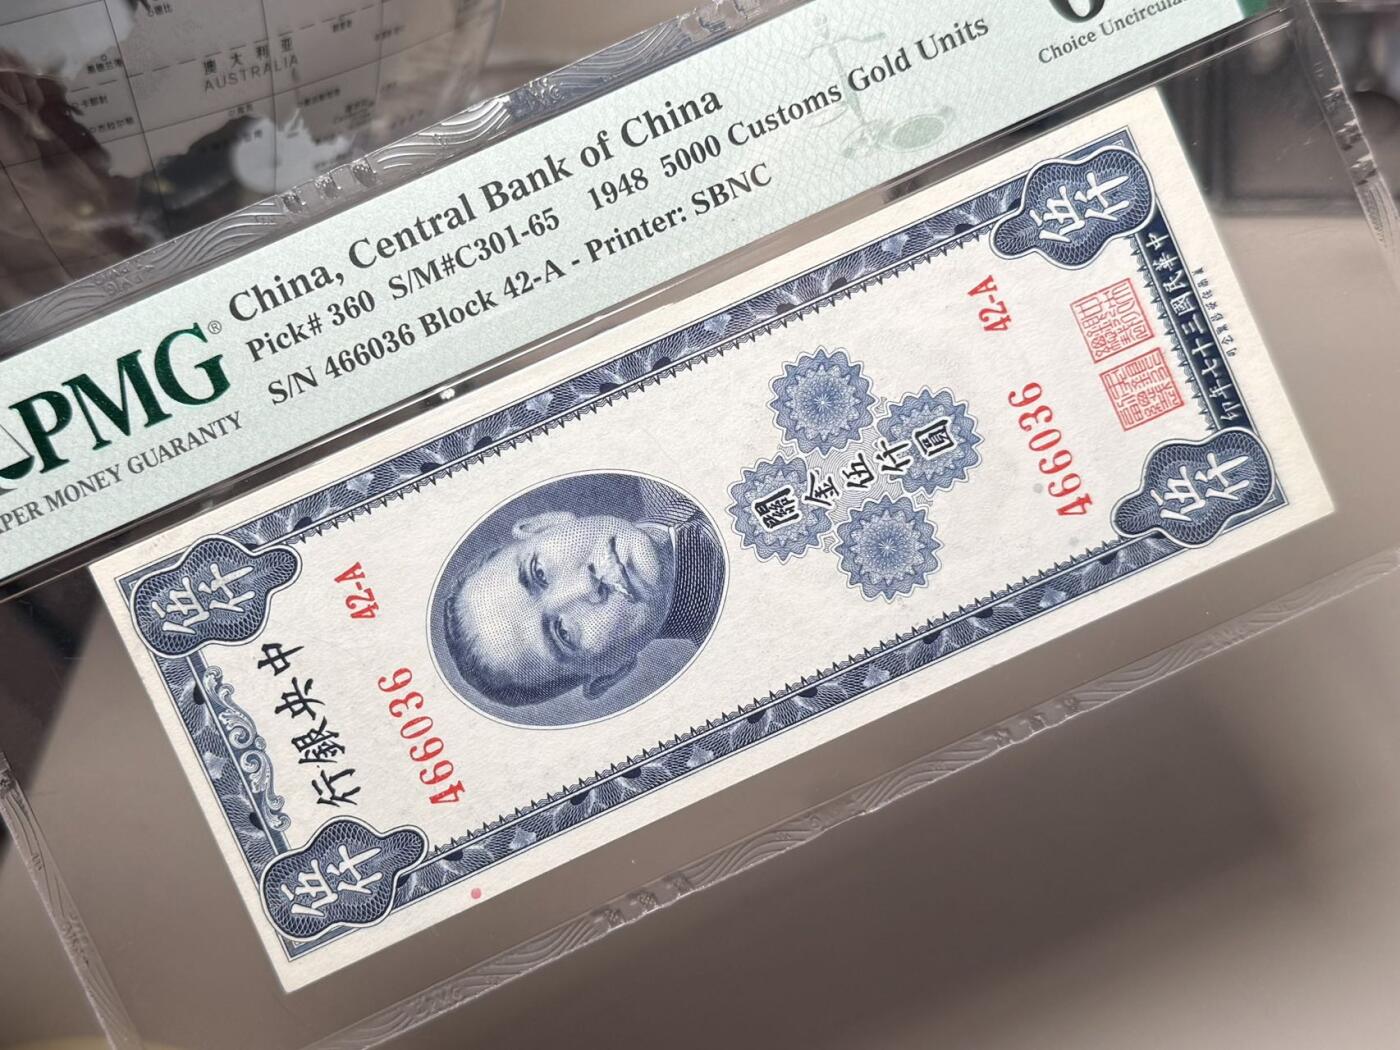 澳大利亚
AUSTRALIA
PMG®
PAPER MONEY GUARANTY
China, Central Bank of China
Pick# 360 S/M#C301-65 1948 5000 Customs Gold Units
S/N 466036 Block 42-A - Printer: SBNC
Choice Uncircula
伍仟
伍仟
中央銀行
42-A
466036
關金伍仟圓
42-A
466036
中華民國三十七年印
伍仟
伍仟